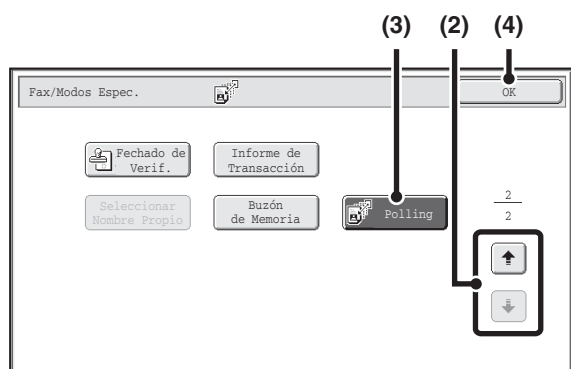 (3) (2) (4)
Fax/Modos Espec.
OK
Fechado de
Verif.
Informe de
Transacción
Seleccionar
Nombre Propio
Buzón
de Memoria
Polling
2
2